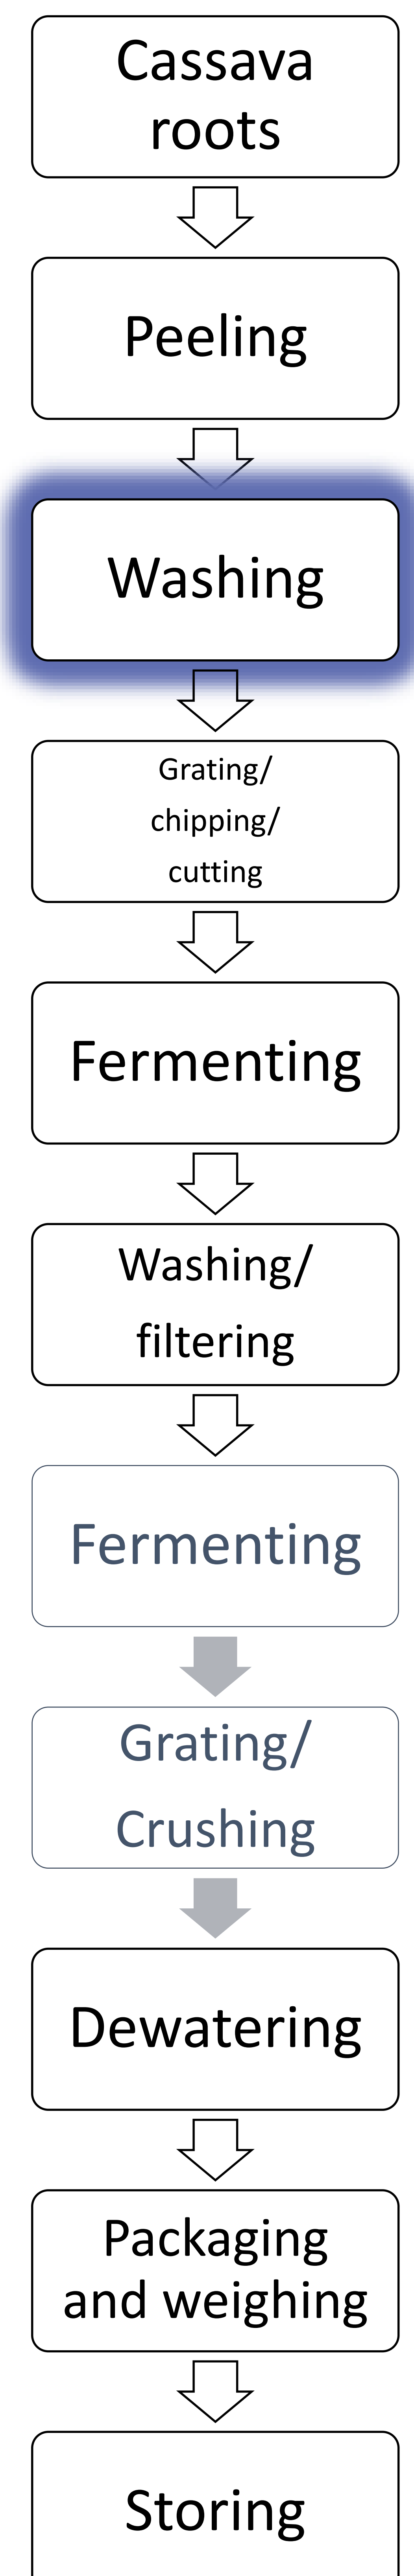 Cassava
roots
Peeling
Washing
Grating/
chipping/
cutting
Fermenting
Washing/
filtering
Fermenting
Grating/
Crushing
Dewatering
Packaging
and weighing
Storing